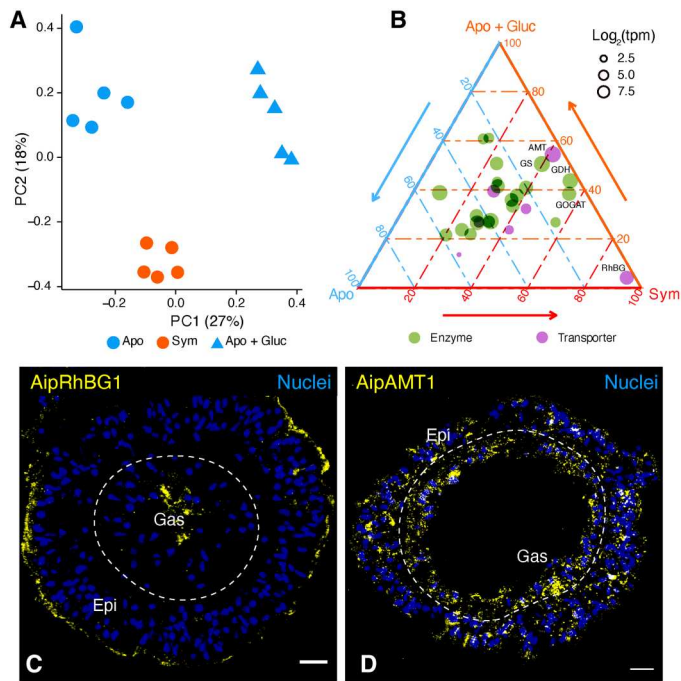 A
0.4
0.2
0.0
−0.2
−0.4
PC2 (18%)
−0.2
0.0
0.2
0.4
PC1 (27%)
Apo
Sym
Apo + Gluc
B
Apo + Gluc
100
Log2(tpm)
2.5
5.0
7.5
20
80
40
60
AMT
GS
GDH
60
40
GOGAT
80
20
RhBG
100
Apo
20
40
60
80
100
Sym
Enzyme
Transporter
AipRhBG1
Nuclei
Gas
Epi
C
AipAMT1
Nuclei
Epi
Gas
D